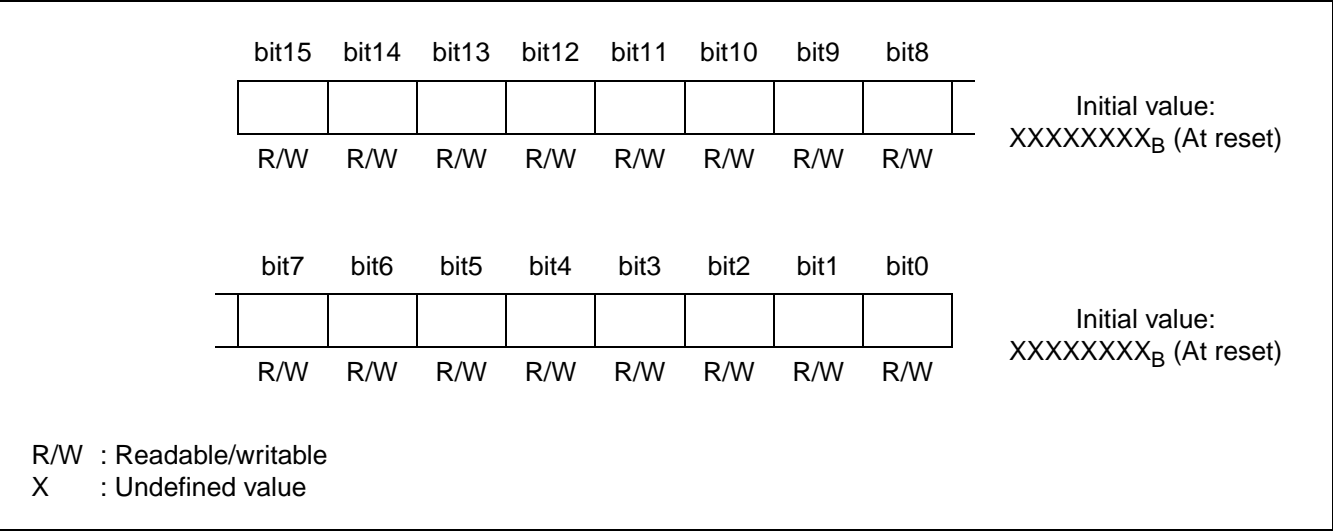 bit15 bit14 bit13 bit12 bit11 bit10 bit9 bit8
Initial value:
XXXXXXXXB (At reset)
R/W R/W R/W R/W R/W R/W R/W R/W
bit7 bit6 bit5 bit4 bit3 bit2 bit1 bit0
Initial value:
XXXXXXXXB (At reset)
R/W R/W R/W R/W R/W R/W R/W R/W
R/W : Readable/writable
X : Undefined value